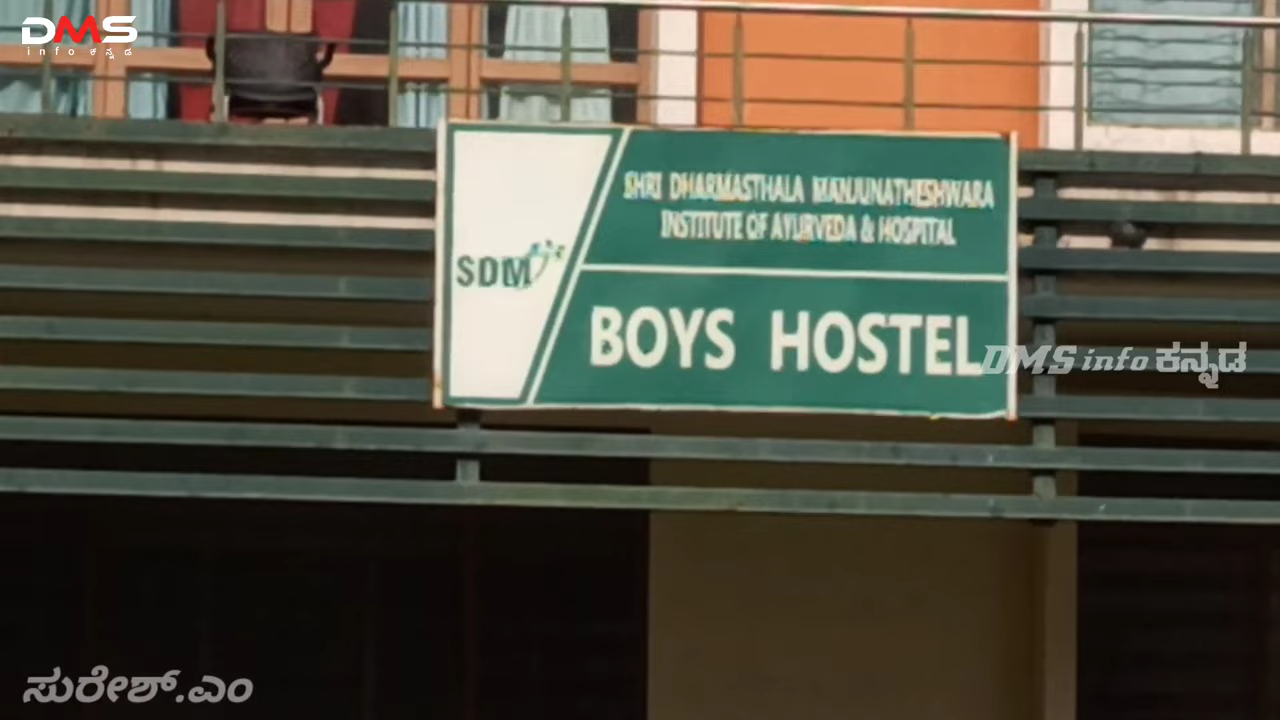 DMS
info ಕನ್ನಡ
SHRI DHARMASTHALA MANJUNATHESHWARA
INSTITUTE OF AYURVEDA & HOSPITAL
SDM
BOYS HOSTEL
DMS info ಕನ್ನಡ
ಸುರೇಶ್.ಎಂ